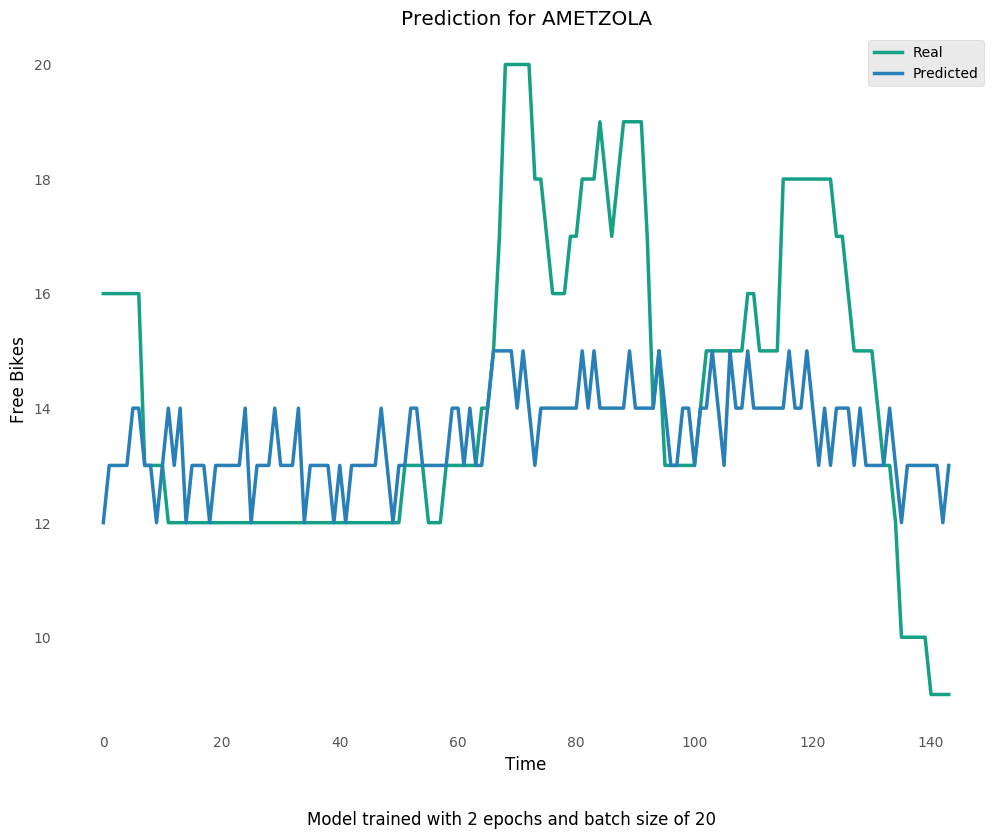 Prediction for AMETZOLA
Real
Predicted
Free Bikes
20
18
16
14
12
10
0 20 40 60 80 100 120 140
Time
Model trained with 2 epochs and batch size of 20